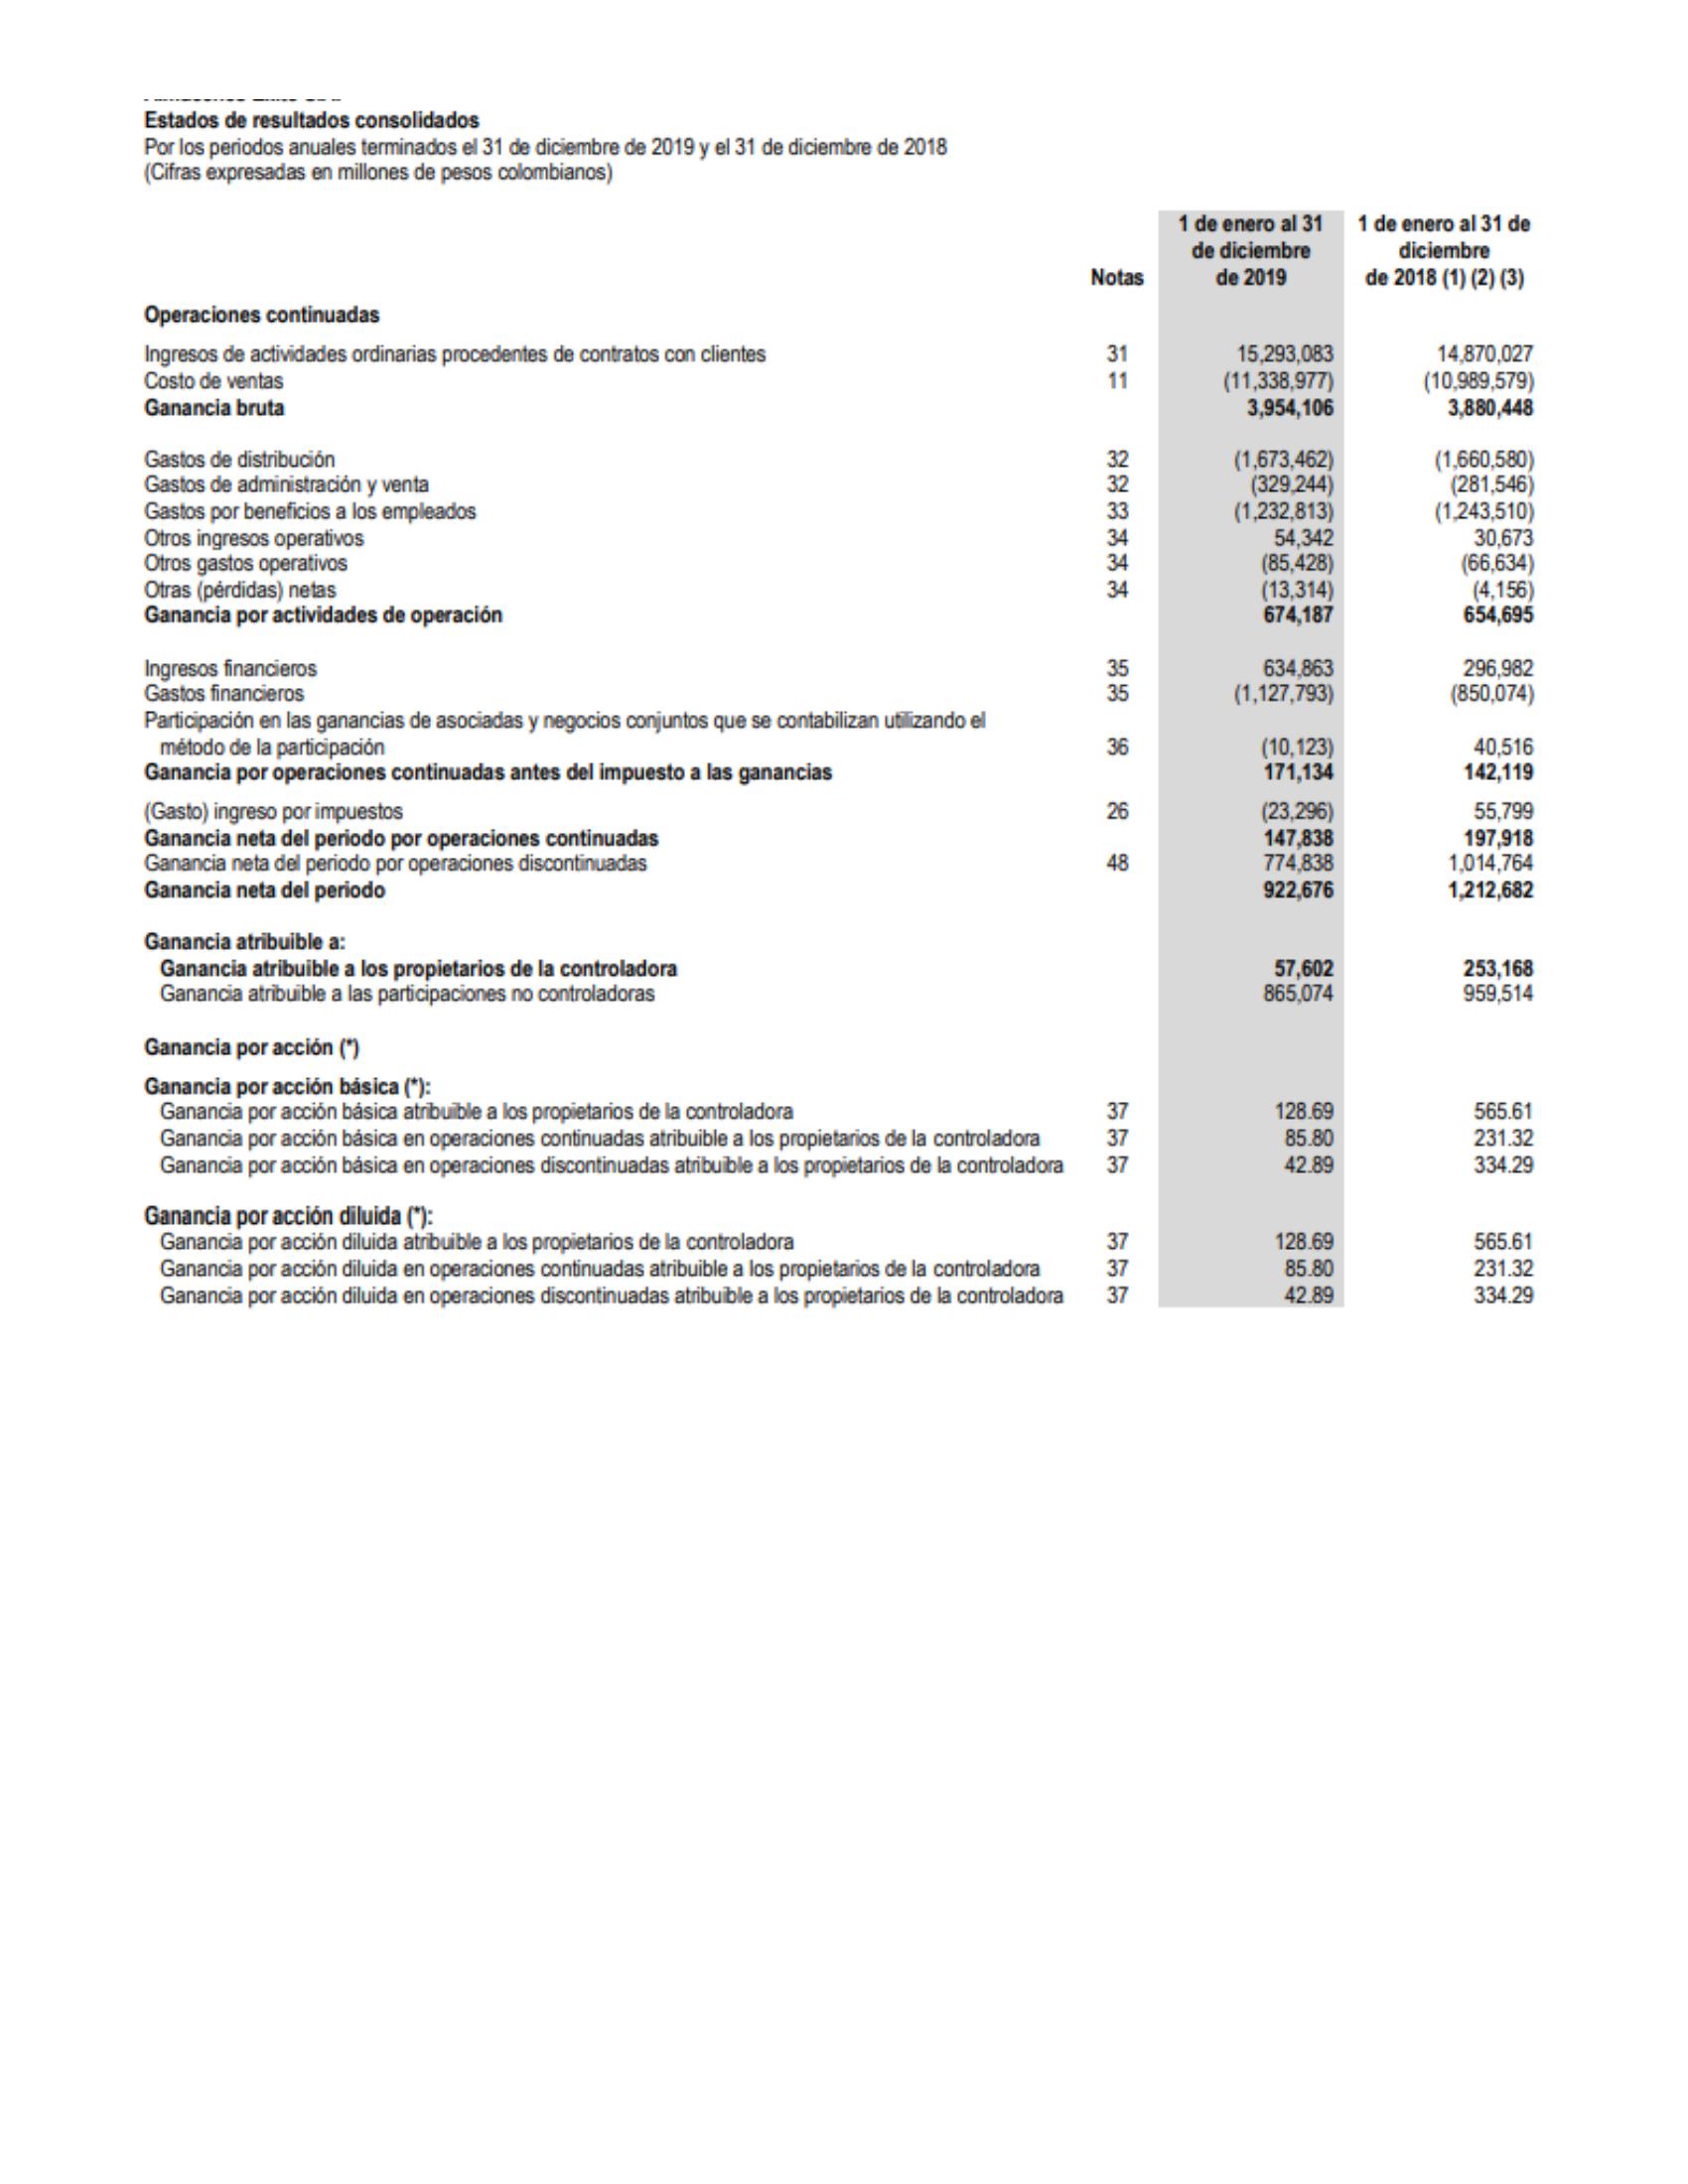 Estados de resultados consolidados
Por los periodos anuales terminados el 31 de diciembre de 2019 y el 31 de diciembre de 2018
(Cifras expresadas en millones de pesos colombianos)
1 de enero al 31 1 de enero al 31 de
de diciembre diciembre
Notas de 2019 de 2018 (1) (2) (3)
Operaciones continuadas
Ingresos de actividades ordinarias procedentes de contratos con clientes 31 15,293,083 14,870,027
Costo de ventas 11 (11,338,977) (10,989,579)
Ganancia bruta 3,954,106 3,880,448
Gastos de distribución 32 (1,673,462) (1,660,580)
Gastos de administración y venta 32 (329,244) (281,546)
Gastos por beneficios a los empleados 33 (1,232,813) (1,243,510)
Otros ingresos operativos 34 54,342 30,673
Otros gastos operativos 34 (85,428) (66,634)
Otras (pérdidas) netas 34 (13,314) (4,156)
Ganancia por actividades de operación 674,187 654,695
Ingresos financieros 35 634,863 296,982
Gastos financieros 35 (1,127,793) (850,074)
Participación en las ganancias de asociadas y negocios conjuntos que se contabilizan utilizando el
método de la participación 36 (10,123) 40,516
Ganancia por operaciones continuadas antes del impuesto a las ganancias 171,134 142,119
(Gasto) ingreso por impuestos 26 (23,296) 55,799
Ganancia neta del periodo por operaciones continuadas 147,838 197,918
Ganancia neta del periodo por operaciones discontinuadas 48 774,838 1,014,764
Ganancia neta del periodo 922,676 1,212,682
Ganancia atribuible a:
Ganancia atribuible a los propietarios de la controladora 57,602 253,168
Ganancia atribuible a las participaciones no controladoras 865,074 959,514
Ganancia por acción (*)
Ganancia por acción básica (*):
Ganancia por acción básica atribuible a los propietarios de la controladora 37 128.69 565.61
Ganancia por acción básica en operaciones continuadas atribuible a los propietarios de la controladora 37 85.80 231.32
Ganancia por acción básica en operaciones discontinuadas atribuible a los propietarios de la controladora 37 42.89 334.29
Ganancia por acción diluida (*):
Ganancia por acción diluida atribuible a los propietarios de la controladora 37 128.69 565.61
Ganancia por acción diluida en operaciones continuadas atribuible a los propietarios de la controladora 37 85.80 231.32
Ganancia por acción diluida en operaciones discontinuadas atribuible a los propietarios de la controladora 37 42.89 334.29